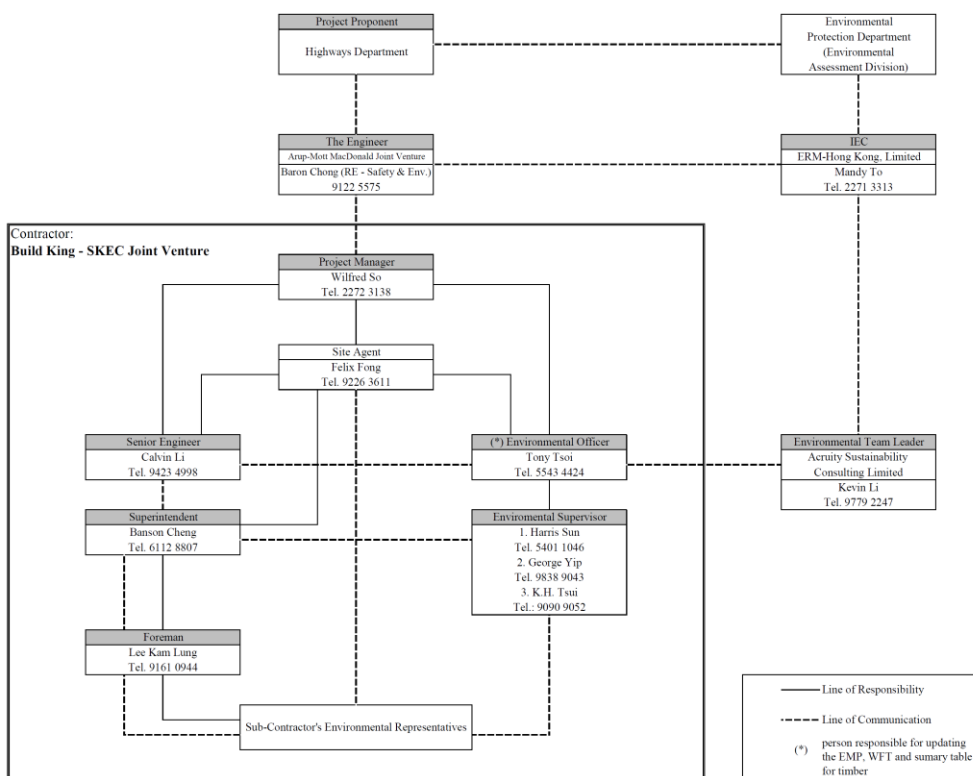 Project Proponent
Highways Department
Environmental
Protection Department
(Environmental
Assessment Division)
The Engineer
Arup-Mott MacDonald Joint Venture
Baron Chong (RE - Safety & Env.)
9122 5575
IEC
ERM-Hong Kong, Limited
Mandy To
Tel. 2271 3313
Contractor:
Build King - SKEC Joint Venture
Project Manager
Wilfred So
Tel. 2272 3138
Site Agent
Felix Fong
Tel. 9226 3611
Senior Engineer
Calvin Li
Tel. 9423 4998
(*) Environmental Officer
Tony Tsoi
Tel. 5543 4424
Environmental Team Leader
Acruity Sustainability
Consulting Limited
Kevin Li
Tel. 9779 2247
Superintendent
Banson Cheng
Tel. 6112 8807
Enviromental Supervisor
1. Harris Sun
Tel. 5401 1046
2. George Yip
Tel. 9838 9043
3. K.H. Tsui
Tel.: 9090 9052
Foreman
Lee Kam Lung
Tel. 9161 0944
Sub-Contractor's Environmental Representatives
Line of Responsibility
Line of Communication
(*) person responsible for updating
the EMP, WFT and sumary table
for timber